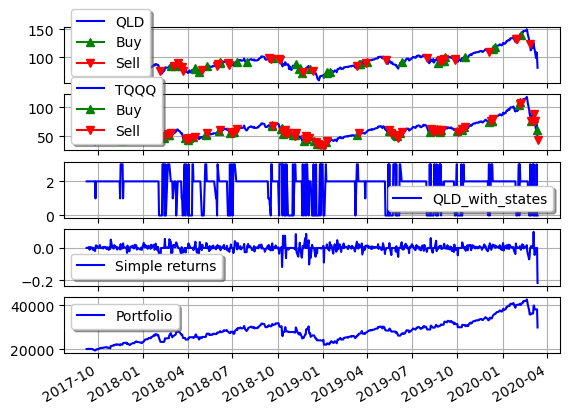 QLD
Buy
Sell
100
150
TQQQ
Buy
Sell
100
50
2
0
QLD_with_states
0.0
−0.2
Simple returns
40000
20000
Portfolio
2017-10
2018-01
2018-04
2018-07
2018-10
2019-01
2019-04
2019-07
2019-10
2020-01
2020-04